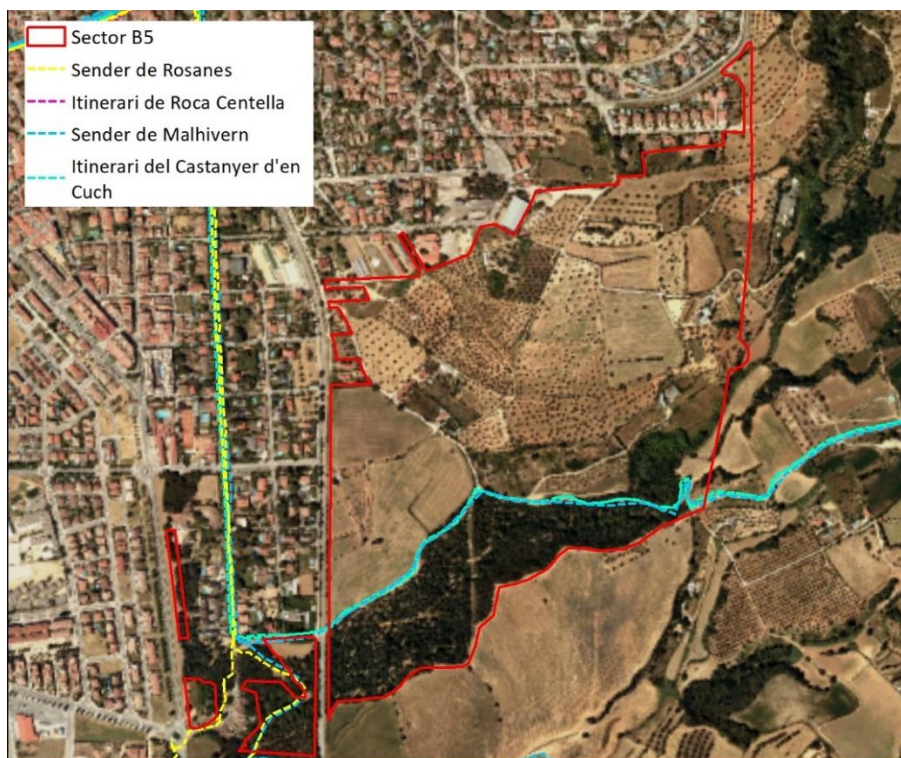 Sector B5
Sender de Rosanes
Itinerari de Roca Centella
Sender de Malhivern
Itinerari del Castanyer d'en
Cuch